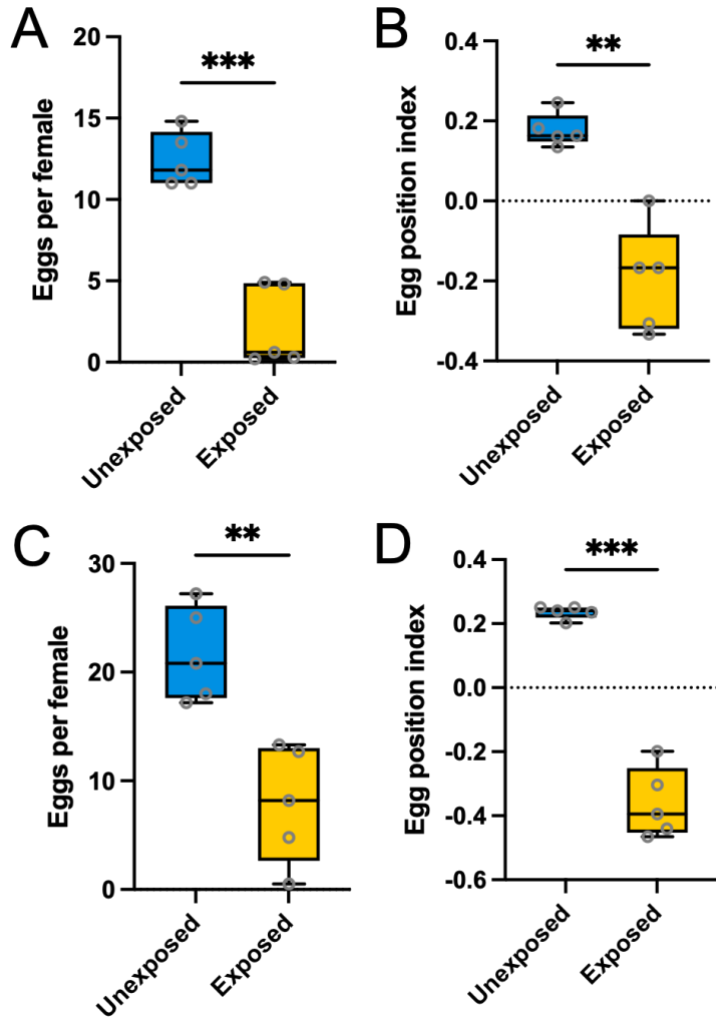 A
Eggs per female
20
15
10
5
0
***
Unexposed
Exposed
B
Egg position index
0.4
0.2
0.0
-0.2
-0.4
**
Unexposed
Exposed
C
Eggs per female
30
20
10
0
**
Unexposed
Exposed
D
Egg position index
0.4
0.2
0.0
-0.2
-0.4
-0.6
***
Unexposed
Exposed